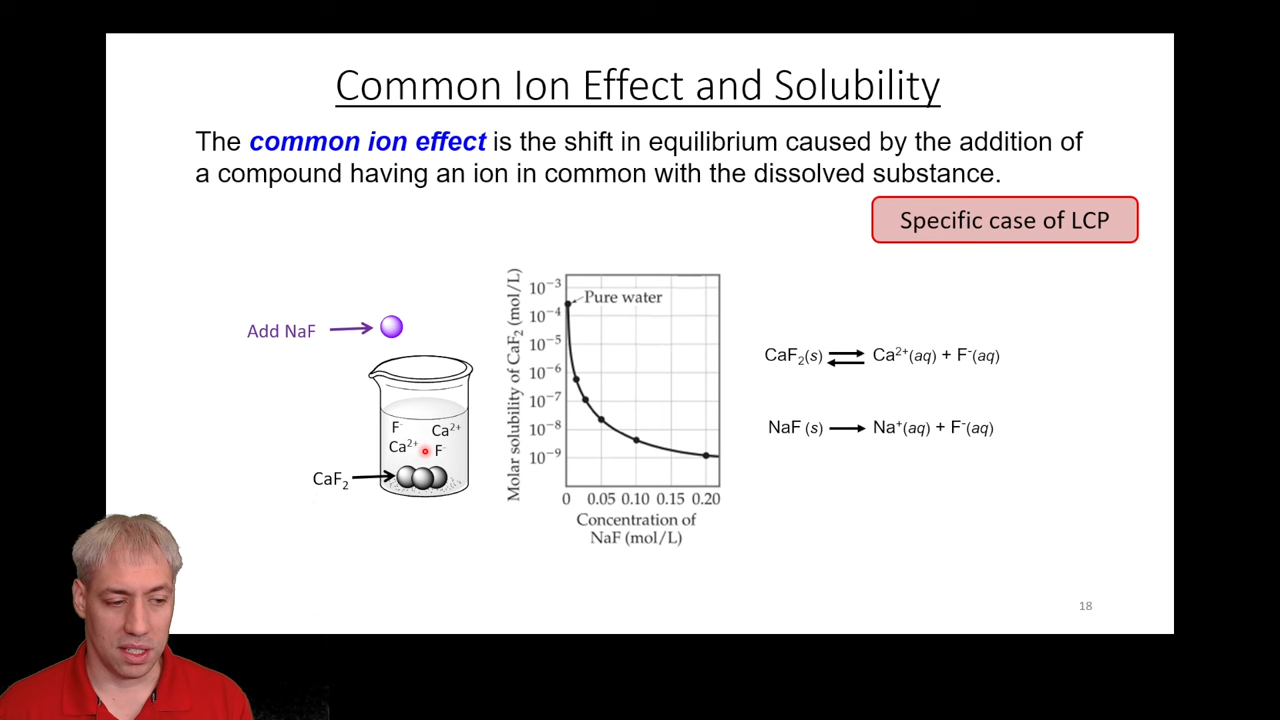 Common Ion Effect and Solubility
The common ion effect is the shift in equilibrium caused by the addition of
a compound having an ion in common with the dissolved substance.
Specific case of LCP
Add NaF
F⁻
Ca²⁺
Ca²⁺
F⁻
CaF₂
Molar solubility of CaF₂ (mol/L)
10⁻³
10⁻⁴
10⁻⁵
10⁻⁶
10⁻⁷
10⁻⁸
10⁻⁹
Pure water
0 0.05 0.10 0.15 0.20
Concentration of
NaF (mol/L)
CaF₂(s) ⇌ Ca²⁺(aq) + F⁻(aq)
NaF (s) → Na⁺(aq) + F⁻(aq)
18